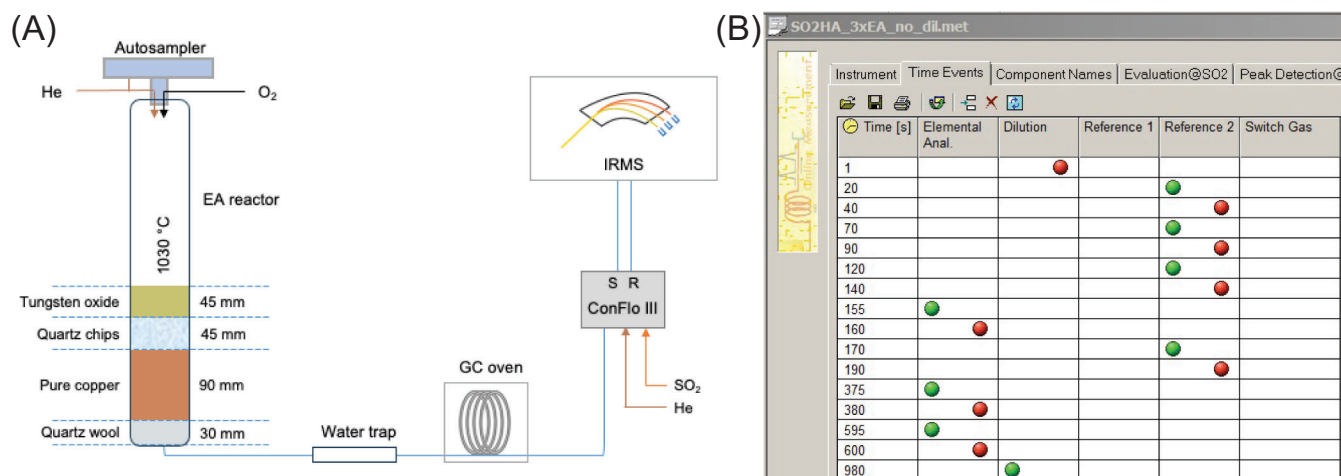 (A)
Autosampler
He
O2
EA reactor
1030 °C
Tungsten oxide
45 mm
Quartz chips
45 mm
Pure copper
90 mm
Quartz wool
30 mm
Water trap
GC oven
IRMS
S R
ConFlo III
SO2
He
(B)
SO2HA_3xEA_no_dil.met
Instrument Time Events Component Names Evaluation@SO2 Peak Detection@
Time [s] Elemental Anal. Dilution Reference 1 Reference 2 Switch Gas
1
20
40
70
90
120
140
155
160
170
190
375
380
595
600
980